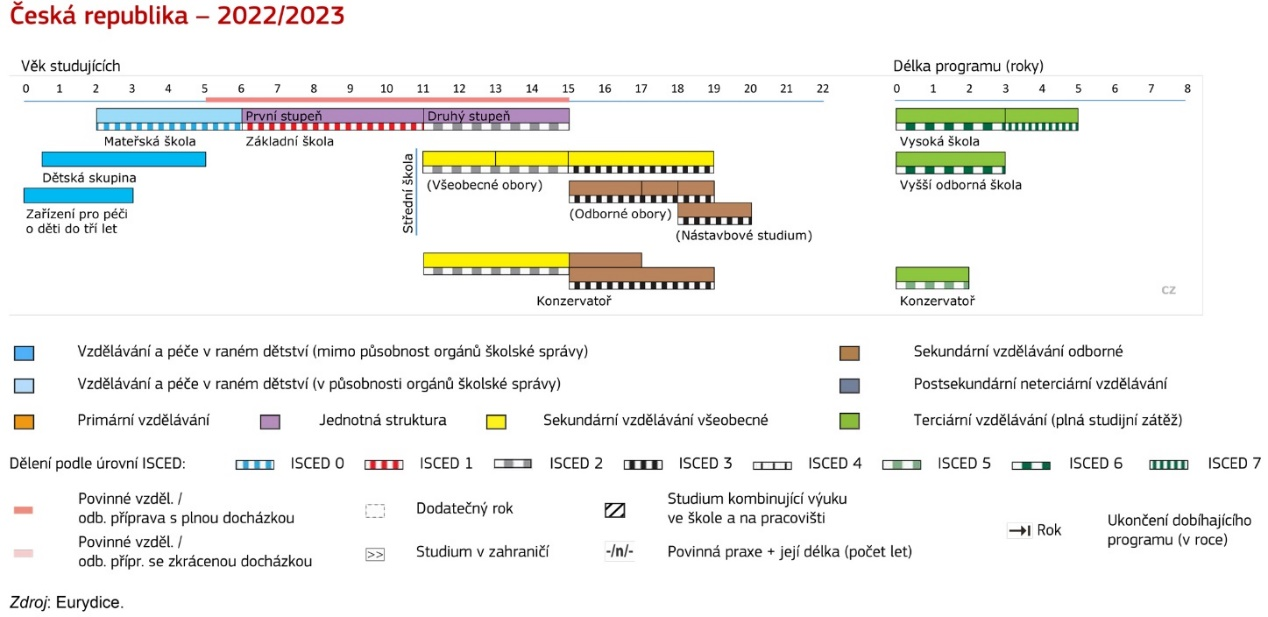 Česká republika – 2022/2023
Věk studujících
Délka programu (roky)
0 1 2 3 4 5 6 7 8 9 10 11 12 13 14 15 16 17 18 19 20 21 22
0 1 2 3 4 5 6 7 8
První stupeň
Druhý stupeň
Mateřská škola
Základní škola
Vysoká škola
Dětská skupina
Střední škola
(Všeobecné obory)
Vyšší odborná škola
Zařízení pro péči
o děti do tří let
(Odborné obory)
(Nástavbové studium)
Konzervatoř
Konzervatoř
CZ
Vzdělávání a péče v raném dětství (mimo působnost orgánů školské správy)
Sekundární vzdělávání odborné
Vzdělávání a péče v raném dětství (v působnosti orgánů školské správy)
Postsekundární neterciární vzdělávání
Primární vzdělávání
Jednotná struktura
Sekundární vzdělávání všeobecné
Terciární vzdělávání (plná studijní zátěž)
Dělení podle úrovní ISCED:
ISCED 0
ISCED 1
ISCED 2
ISCED 3
ISCED 4
ISCED 5
ISCED 6
ISCED 7
Povinné vzděl. /
odb. příprava s plnou docházkou
Dodatečný rok
Studium kombinující výuku
ve škole a na pracovišti
Rok
Ukončení dobíhajícího
programu (v roce)
Povinné vzděl. /
odb. přípr. se zkrácenou docházkou
>>
Studium v zahraničí
-/n/-
Povinná praxe + její délka (počet let)
Zdroj: Eurydice.